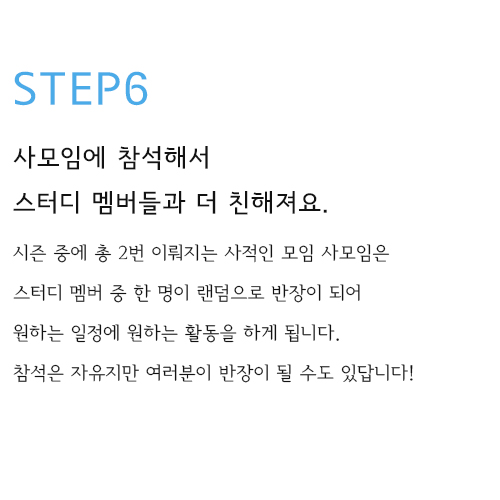 STEP6
사모임에 참석해서
스터디 멤버들과 더 친해져요.
시즌 중에 총 2번 이뤄지는 사적인 모임 사모임은
스터디 멤버 중 한 명이 랜덤으로 반장이 되어
원하는 일정에 원하는 활동을 하게 됩니다.
참석은 자유지만 여러분이 반장이 될 수도 있답니다!